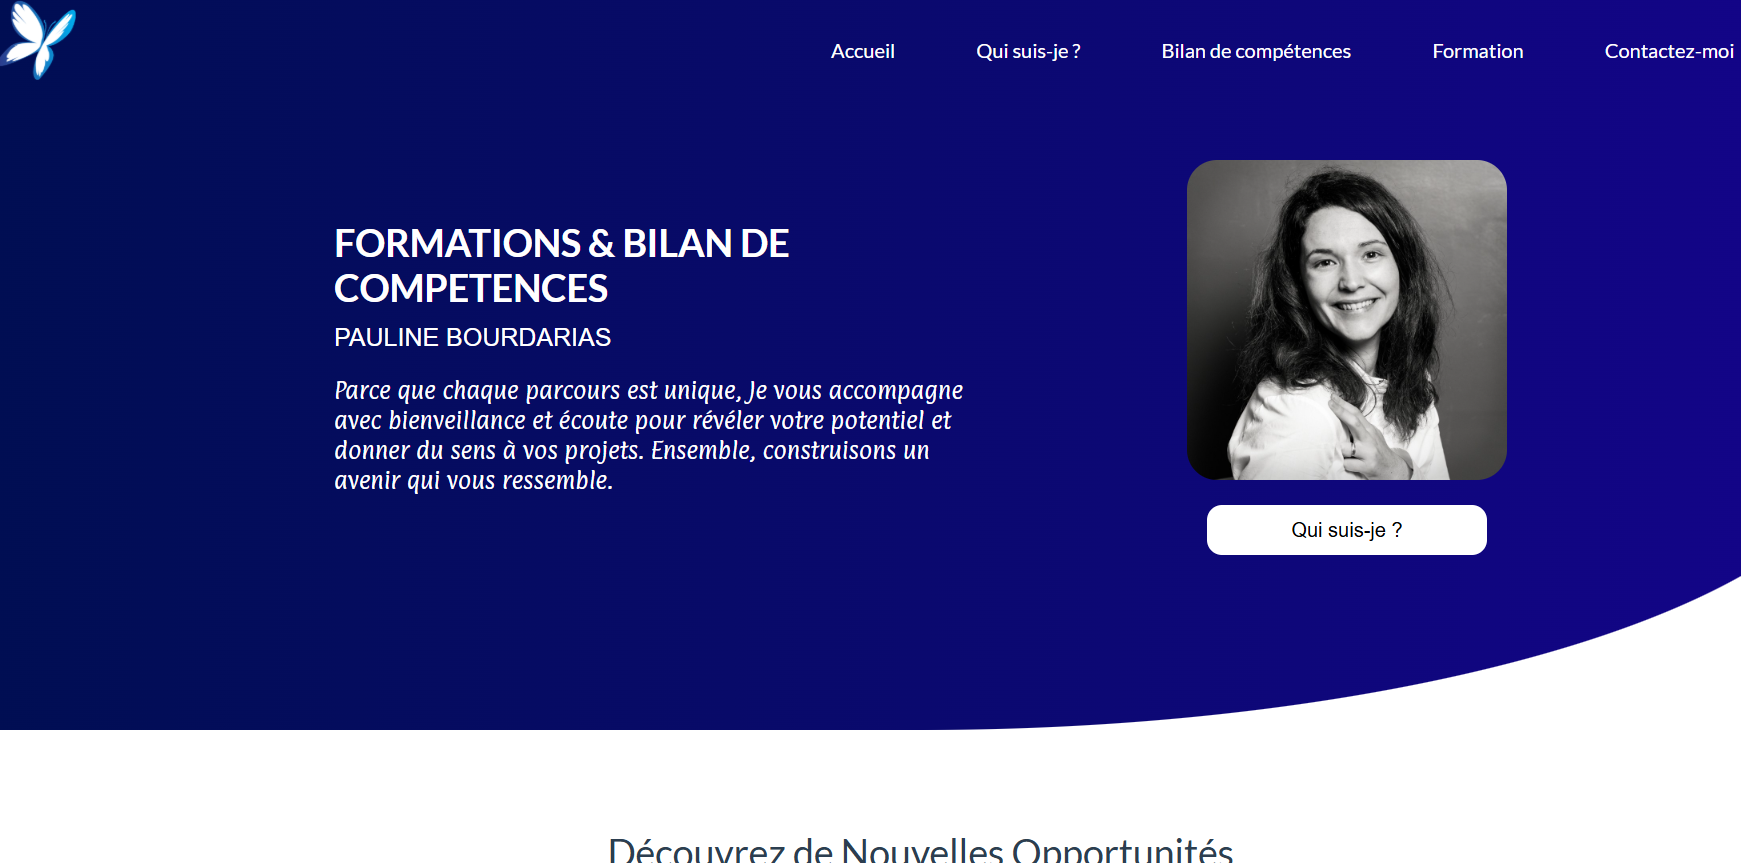 Accueil
Qui suis-je ?
Bilan de compétences
Formation
Contactez-moi
FORMATIONS & BILAN DE
COMPETENCES
PAULINE BOURDARIAS
Parce que chaque parcours est unique, Je vous accompagne
avec bienveillance et écoute pour révéler votre potentiel et
donner du sens à vos projets. Ensemble, construisons un
avenir qui vous ressemble.
Qui suis-je ?
Découvrez de Nouvelles Opportunités